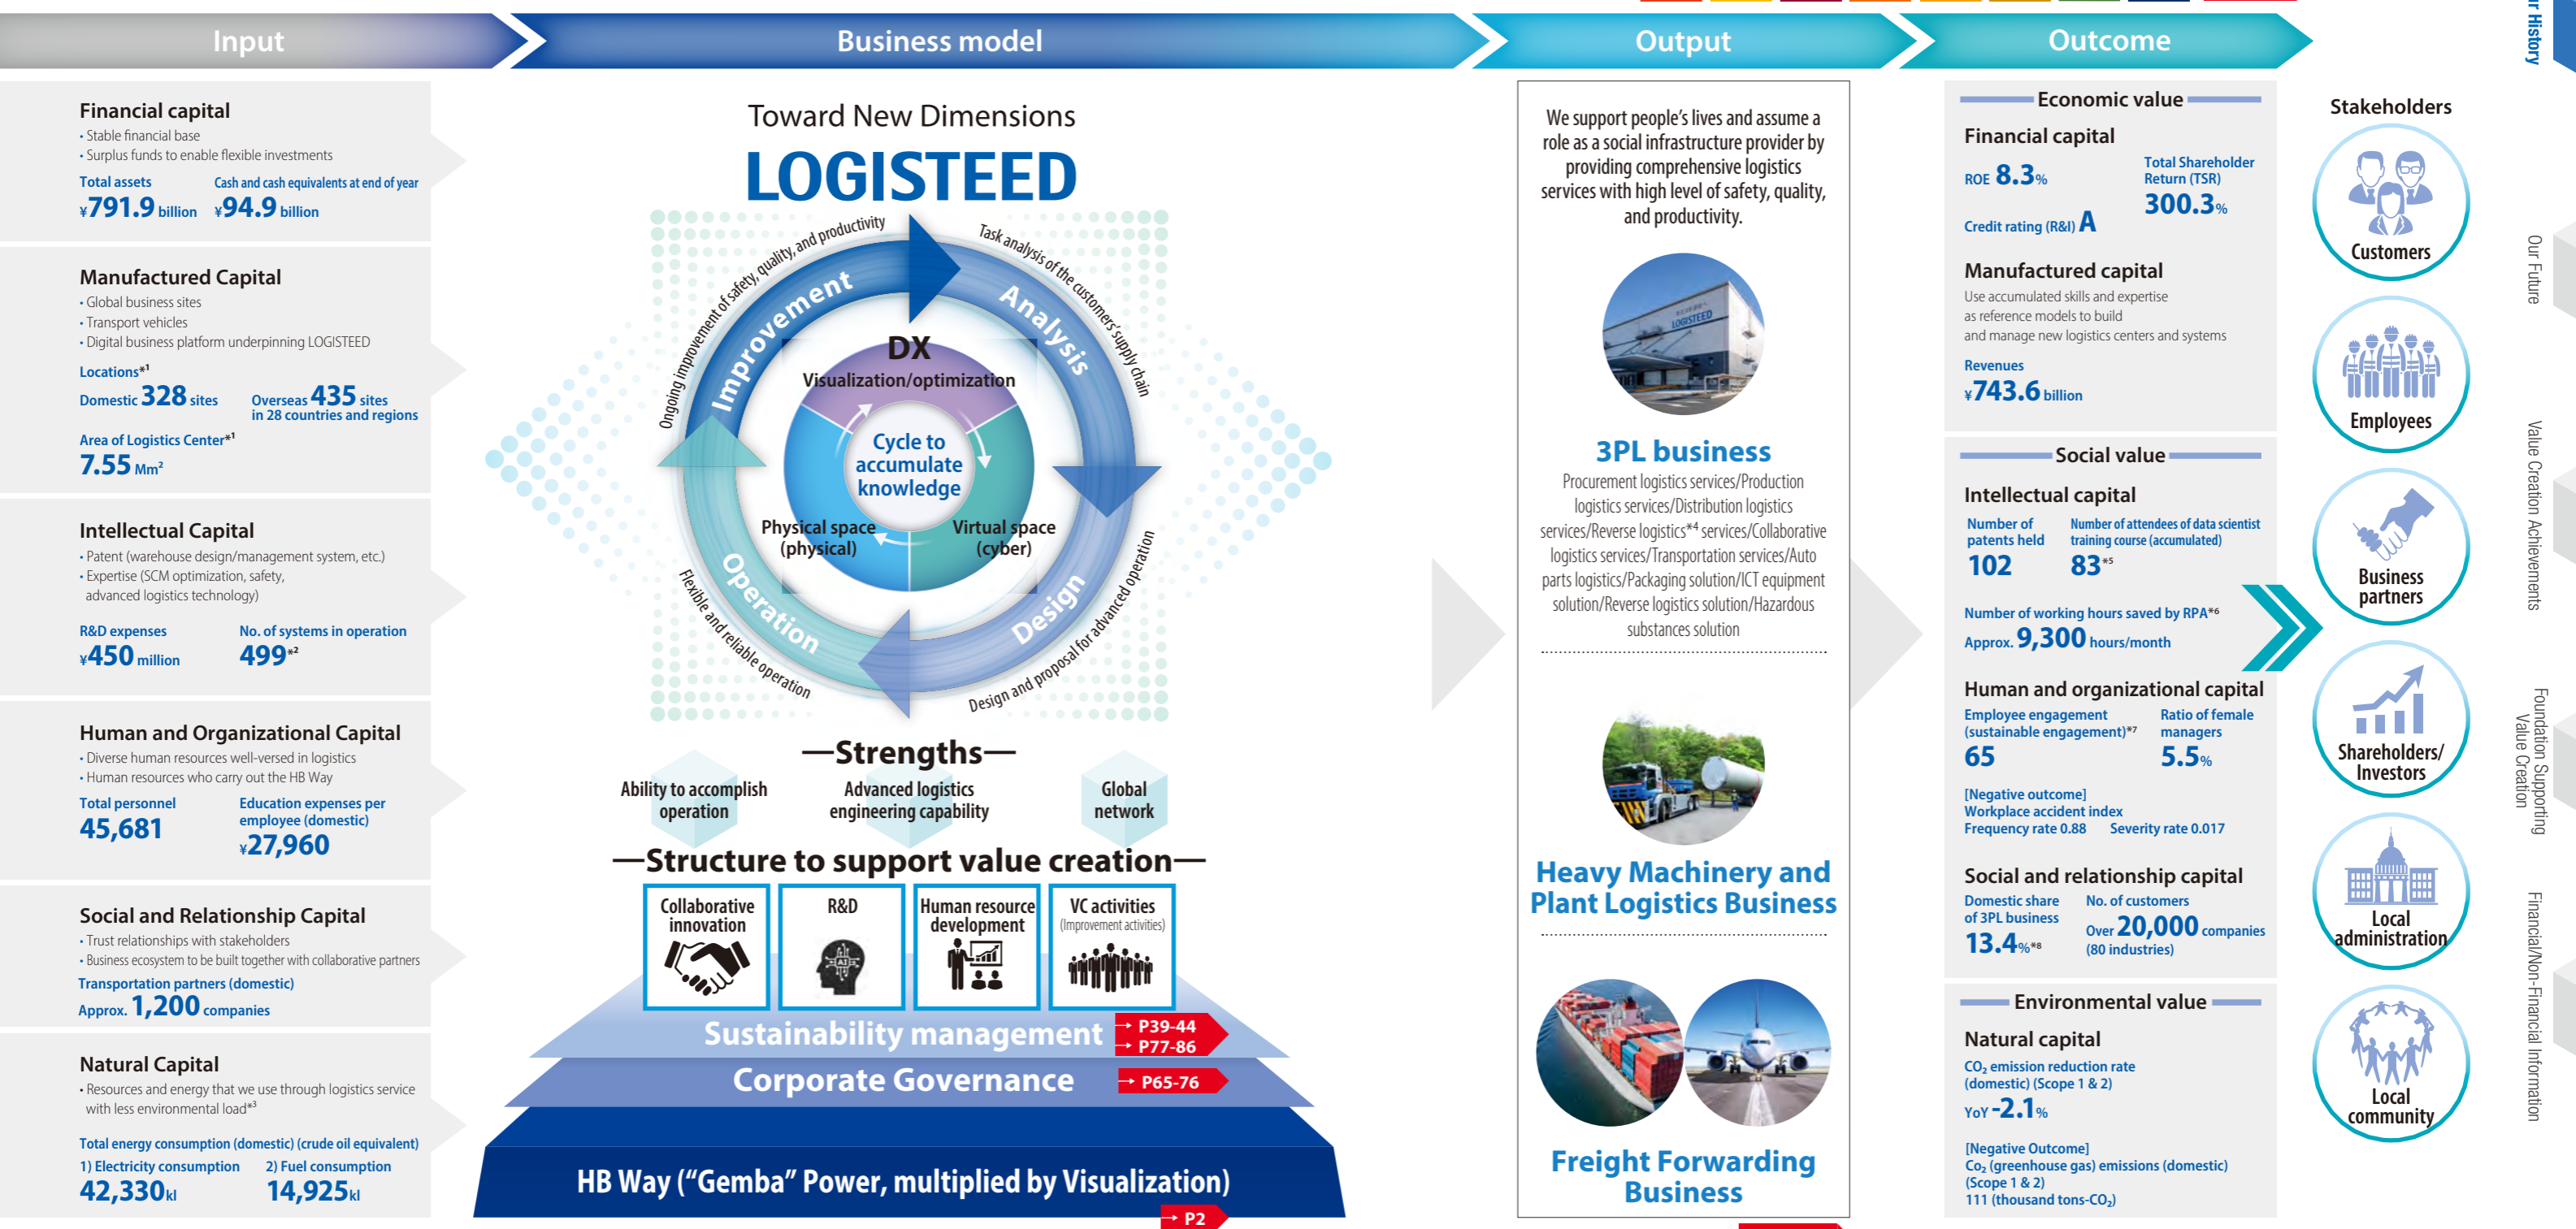 Input
Business model
Output
Outcome
Financial capital
• Stable financial base
• Surplus funds to enable flexible investments
Total assets
¥791.9 billion
Cash and cash equivalents at end of year
¥94.9 billion
Manufactured Capital
• Global business sites
• Transport vehicles
• Digital business platform underpinning LOGISTEED
Locations*1
Domestic 328 sites
Overseas 435 sites
in 28 countries and regions
Area of Logistics Center*1
7.55 Mm²
Intellectual Capital
• Patent (warehouse design/management system, etc.)
• Expertise (SCM optimization, safety,
advanced logistics technology)
R&D expenses
¥450 million
No. of systems in operation
499*2
Human and Organizational Capital
• Diverse human resources well-versed in logistics
• Human resources who carry out the HB Way
Total personnel
45,681
Education expenses per
employee (domestic)
¥27,960
Social and Relationship Capital
• Trust relationships with stakeholders
• Business ecosystem to be built together with collaborative partners
Transportation partners (domestic)
Approx. 1,200 companies
Natural Capital
• Resources and energy that we use through logistics service
with less environmental load*3
Total energy consumption (domestic) (crude oil equivalent)
1) Electricity consumption
42,330kl
2) Fuel consumption
14,925kl
Toward New Dimensions
LOGISTEED
Ongoing improvement of safety, quality, and productivity
Task analysis of the customers' supply chain
Improvement
Analysis
DX
Visualization/optimization
Cycle to
accumulate
knowledge
Physical space
(physical)
Virtual space
(cyber)
Operation
Design
Flexible and reliable operation
Design and proposal for advanced operation
—Strengths—
Ability to accomplish
operation
Advanced logistics
engineering capability
Global
network
—Structure to support value creation—
Collaborative
innovation
R&D
AI
Human resource
development
VC activities
(Improvement activities)
Sustainability management
→ P39-44
→ P77-86
Corporate Governance
→ P65-76
HB Way (“Gemba” Power, multiplied by Visualization)
→ P2
We support people’s lives and assume a
role as a social infrastructure provider by
providing comprehensive logistics
services with high level of safety, quality,
and productivity.
LOGISTEED
3PL business
Procurement logistics services/Production
logistics services/Distribution logistics
services/Reverse logistics*4 services/Collaborative
logistics services/Transportation services/Auto
parts logistics/Packaging solution/ICT equipment
solution/Reverse logistics solution/Hazardous
substances solution
Heavy Machinery and
Plant Logistics Business
Freight Forwarding
Business
Economic value
Financial capital
ROE 8.3%
Total Shareholder
Return (TSR)
300.3%
Credit rating (R&I) A
Manufactured capital
Use accumulated skills and expertise
as reference models to build
and manage new logistics centers and systems
Revenues
¥743.6 billion
Social value
Intellectual capital
Number of
patents held
102
Number of attendees of data scientist
training course (accumulated)
83*5
Number of working hours saved by RPA*6
Approx. 9,300 hours/month
Human and organizational capital
Employee engagement
(sustainable engagement)*7
65
Ratio of female
managers
5.5%
[Negative outcome]
Workplace accident index
Frequency rate 0.88 Severity rate 0.017
Social and relationship capital
Domestic share
of 3PL business
13.4%*8
No. of customers
Over 20,000 companies
(80 industries)
Environmental value
Natural capital
CO₂ emission reduction rate
(domestic) (Scope 1 & 2)
YoY -2.1%
[Negative Outcome]
Co₂ (greenhouse gas) emissions (domestic)
(Scope 1 & 2)
111 (thousand tons-CO₂)
Stakeholders
Customers
Employees
Business
partners
Shareholders/
Investors
Local
administration
Local
community
r History
Our Future
Value Creation Achievements
Foundation Supporting
Value Creation
Financial/Non-Financial Information